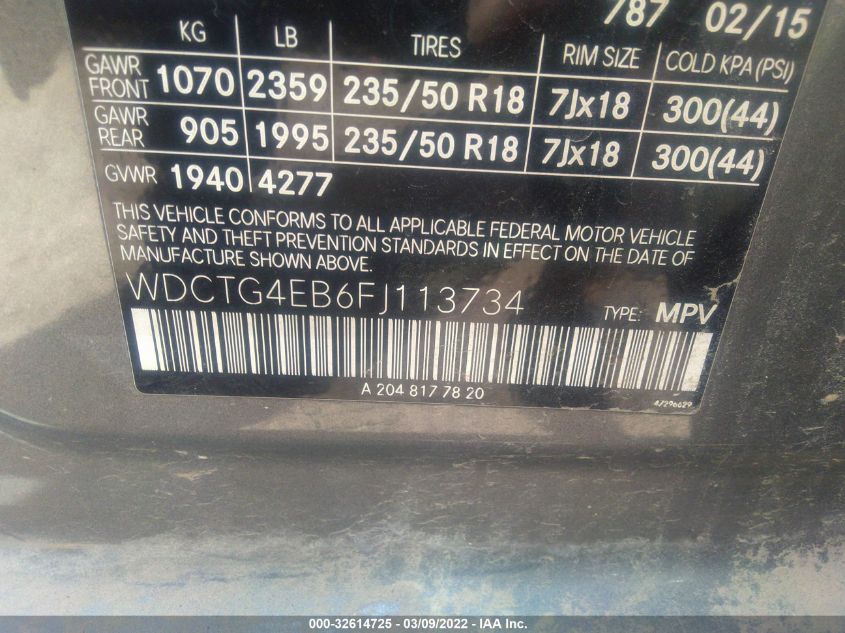 787 02/15
KG LB TIRES RIM SIZE COLD KPA (PSI)
GAWR FRONT 1070 2359 235/50 R18 7Jx18 300(44)
GAWR REAR 905 1995 235/50 R18 7Jx18 300(44)
GVWR 1940 4277
THIS VEHICLE CONFORMS TO ALL APPLICABLE FEDERAL MOTOR VEHICLE
SAFETY AND THEFT PREVENTION STANDARDS IN EFFECT ON THE DATE OF
MANUFACTURE SHOWN ABOVE.
WDCTG4EB6FJ113734 TYPE: MPV
A 204 817 78 20
000-32614725 - 03/09/2022 - IAA Inc.